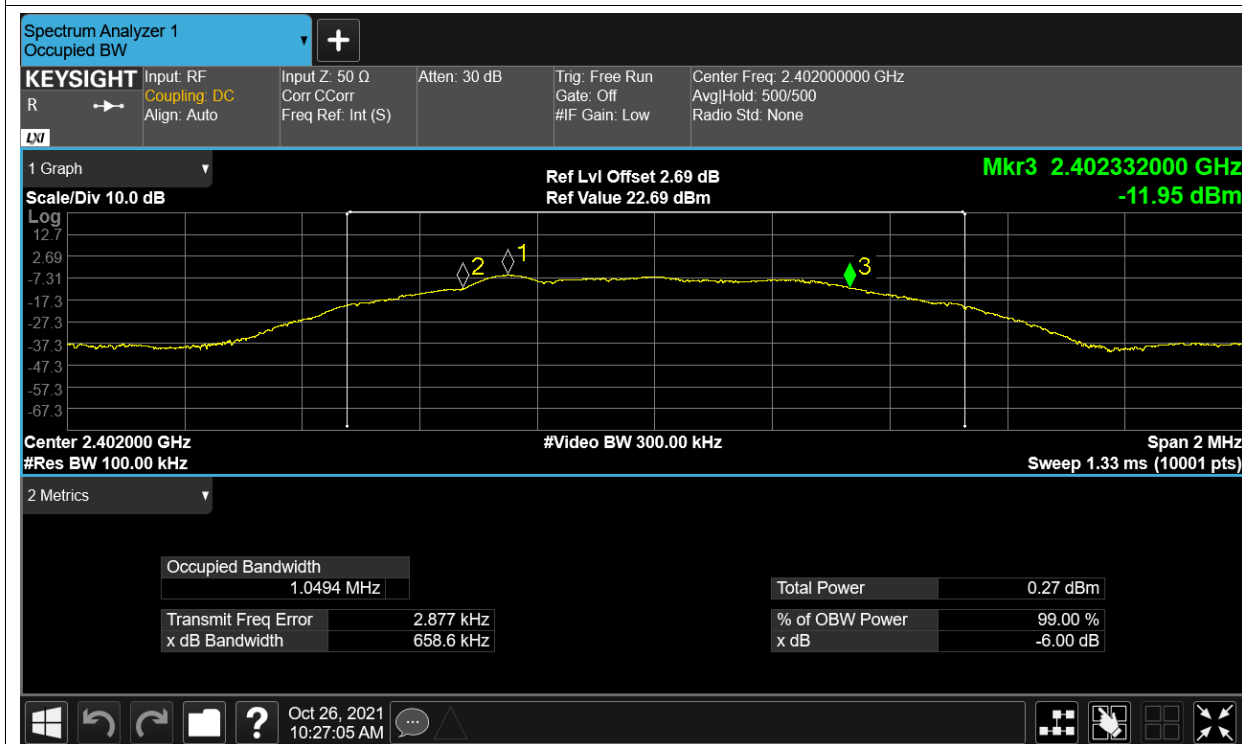 Spectrum Analyzer 1
Occupied BW
+
KEYSIGHT
R
LXI
Input: RF
Coupling: DC
Align: Auto
Input Z: 50 Ω
Corr CCorr
Freq Ref: Int (S)
Atten: 30 dB
Trig: Free Run
Gate: Off
#IF Gain: Low
Center Freq: 2.402000000 GHz
Avg|Hold: 500/500
Radio Std: None
1 Graph
Scale/Div 10.0 dB
Ref Lvl Offset 2.69 dB
Ref Value 22.69 dBm
Mkr3 2.402332000 GHz
-11.95 dBm
Log
12.7
2.69
-7.31
-17.3
-27.3
-37.3
-47.3
-57.3
-67.3
2
1
3
Center 2.402000 GHz
#Res BW 100.00 kHz
#Video BW 300.00 kHz
Span 2 MHz
Sweep 1.33 ms (10001 pts)
2 Metrics
Occupied Bandwidth
1.0494 MHz
Transmit Freq Error 2.877 kHz
x dB Bandwidth 658.6 kHz
Total Power 0.27 dBm
% of OBW Power 99.00 %
x dB -6.00 dB
?
Oct 26, 2021
10:27:05 AM